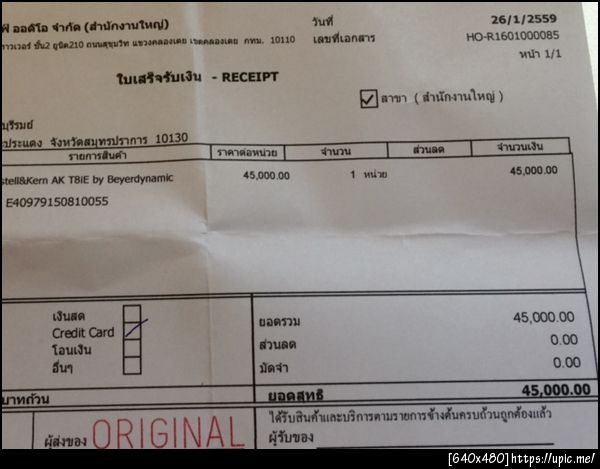 ฟี ออดิโอ จำกัด (สำนักงานใหญ่)
วันที่ 26/1/2559
ทาวเวอร์ ชั้น2 ยูนิต210 ถนนสุขุมวิท แขวงคลองเตย เขตคลองเตย กทม. 10110
เลขที่เอกสาร HO-R1601000085
หน้า 1/1
ใบเสร็จรับเงิน - RECEIPT
สาขา ( สำนักงานใหญ่ )
บุรีรมย์
ะประแดง จังหวัดสมุทรปราการ 10130
รายการสินค้า ราคาต่อหน่วย จำนวน ส่วนลด จำนวนเงิน
stell&Kern AK T8iE by Beyerdynamic 45,000.00 1 หน่วย 45,000.00
E40979150810055
เงินสด
Credit Card
โอนเงิน
อื่นๆ
ยอดรวม 45,000.00
ส่วนลด 0.00
มัดจำ 0.00
บาทถ้วน ยอดสุทธิ 45,000.00
ได้รับสินค้าและบริการตามรายการข้างต้นครบถ้วนถูกต้องแล้ว
ผู้ส่งของ ORIGINAL ผู้รับของ
[640x480]https://upic.me/